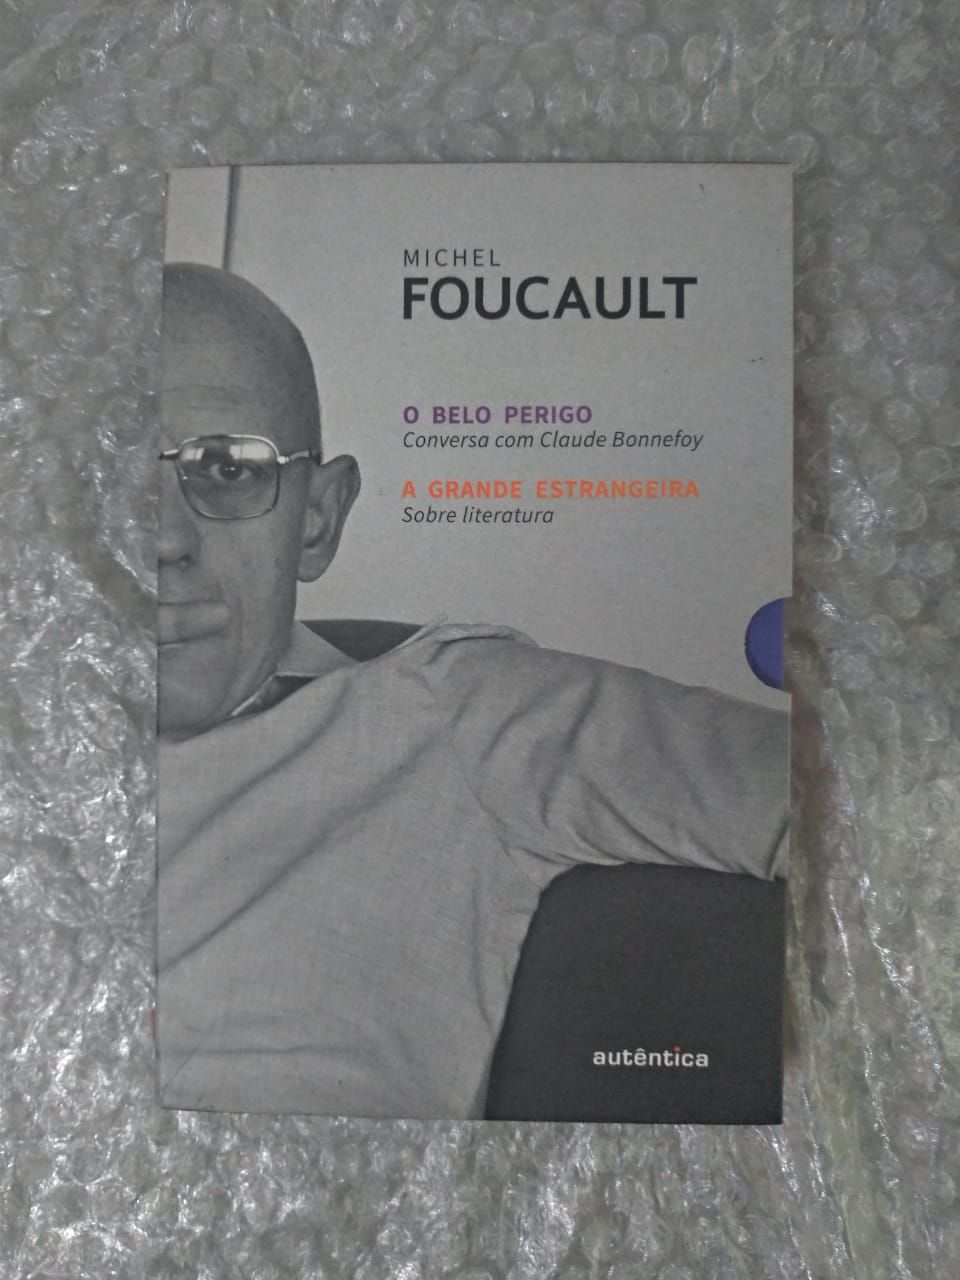 MICHEL
FOUCAULT
O BELO PERIGO
Conversa com Claude Bonnefoy
A GRANDE ESTRANGEIRA
Sobre literatura
autêntica